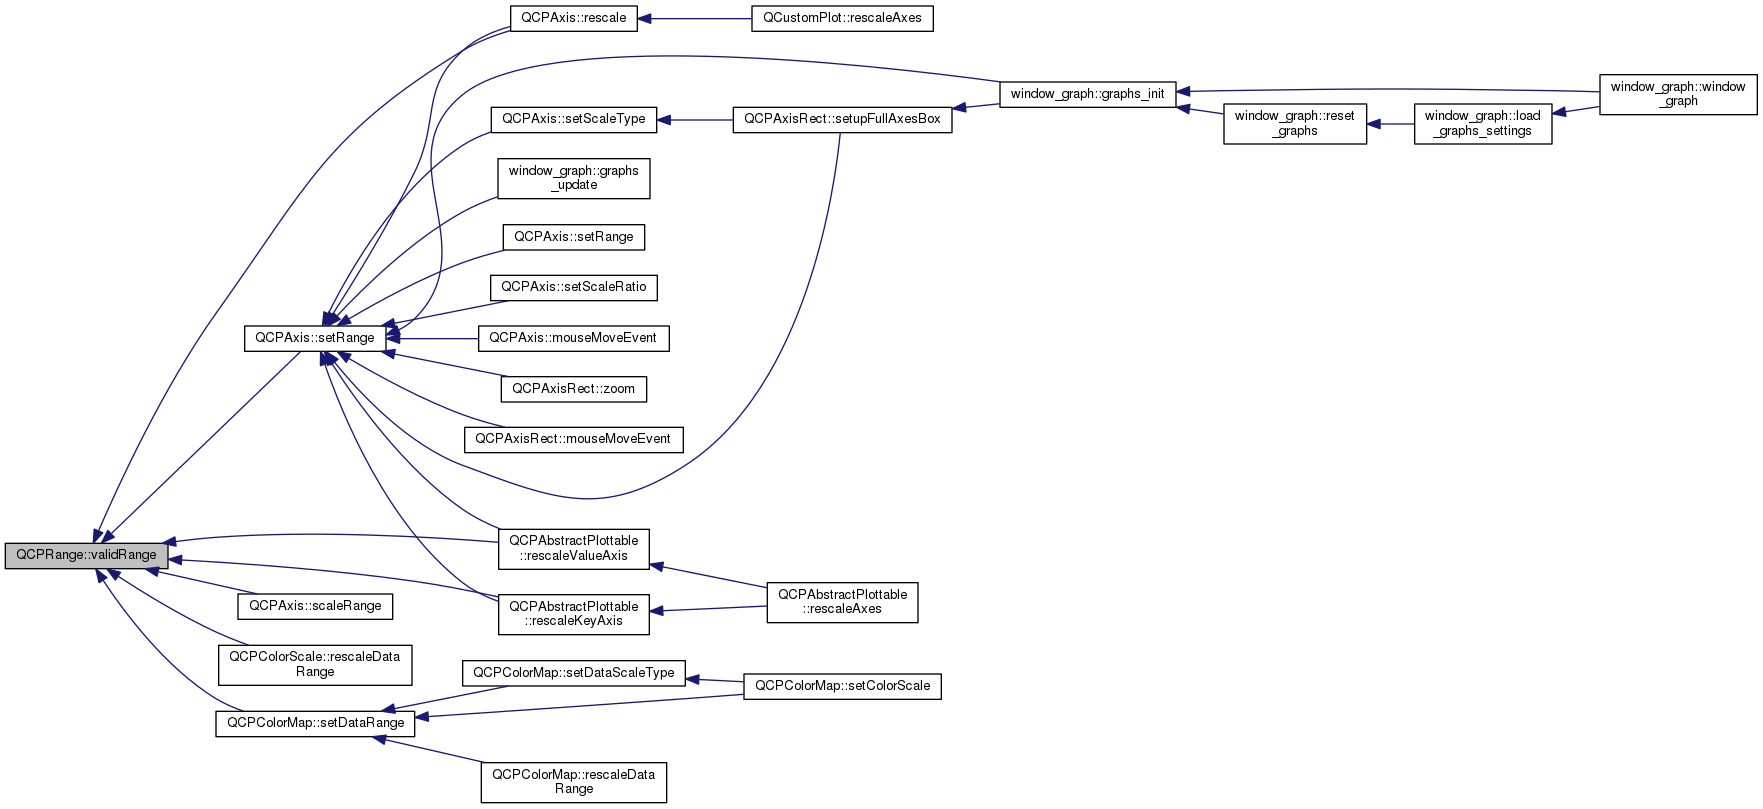 QCPAxis::rescale
QCustomPlot::rescaleAxes
window_graph::graphs_init
window_graph::window
_graph
QCPAxis::setScaleType
QCPAxisRect::setupFullAxesBox
window_graph::reset
_graphs
window_graph::load
_graphs_settings
window_graph::graphs
_update
QCPAxis::setRange
QCPAxis::setScaleRatio
QCPAxis::setRange
QCPAxis::mouseMoveEvent
QCPAxisRect::zoom
QCPAxisRect::mouseMoveEvent
QCPRange::validRange
QCPAbstractPlottable
::rescaleValueAxis
QCPAxis::scaleRange
QCPAbstractPlottable
::rescaleKeyAxis
QCPAbstractPlottable
::rescaleAxes
QCPColorScale::rescaleData
Range
QCPColorMap::setDataScaleType
QCPColorMap::setColorScale
QCPColorMap::setDataRange
QCPColorMap::rescaleData
Range